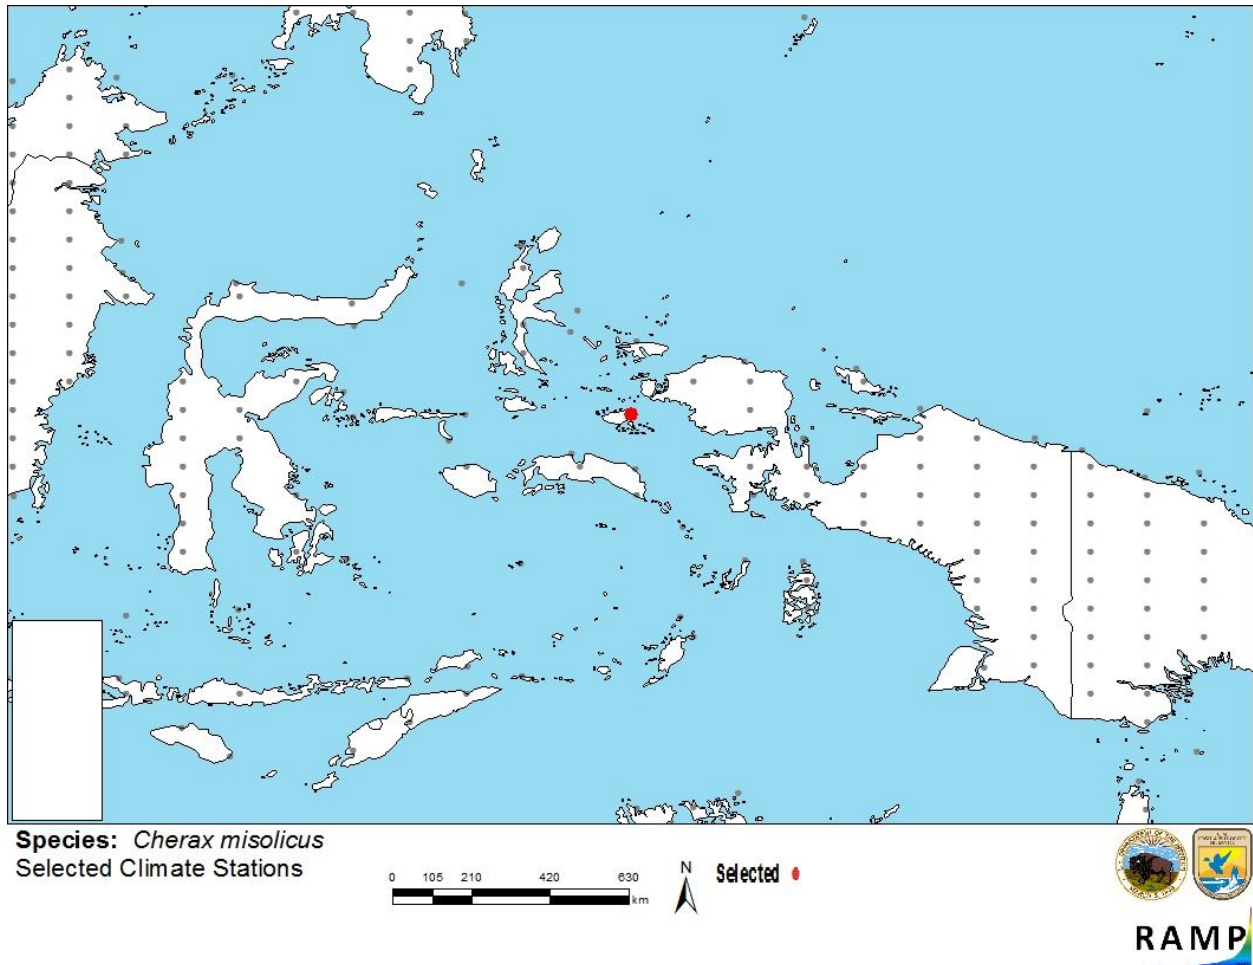 Species: Cherax misolicus
Selected Climate Stations
0 105 210 420 630
km
N
Selected
RAMP